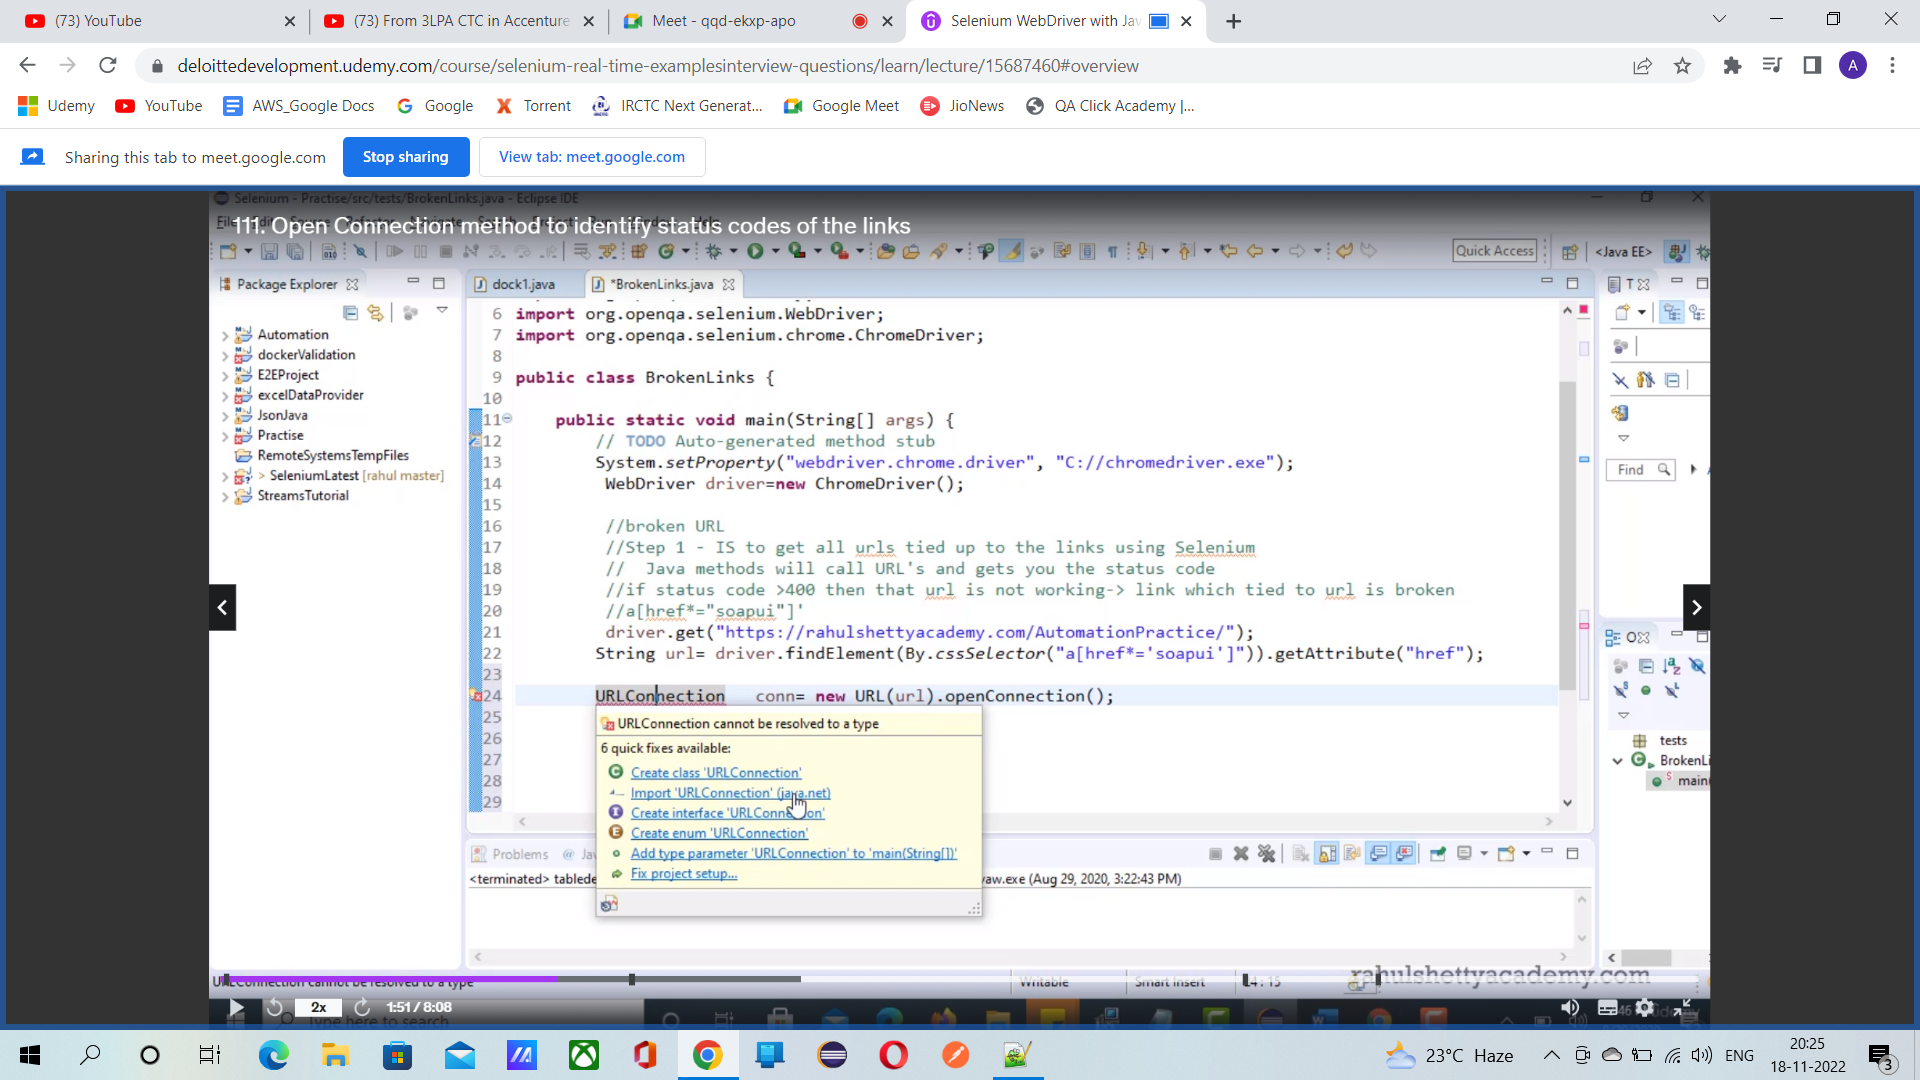 (73) YouTube
(73) From 3LPA CTC in Accenture
Meet - qqd-ekxp-apo
Selenium WebDriver with Jav
deloittedevelopment.udemy.com/course/selenium-real-time-examplesinterview-questions/learn/lecture/15687460#overview
A
Udemy
YouTube
AWS_Google Docs
Google
Torrent
IRCTC Next Generat...
Google Meet
JioNews
QA Click Academy |...
Sharing this tab to meet.google.com
Stop sharing
View tab: meet.google.com
Selenium - Practise/src/tests/BrokenLinks.java - Eclipse IDE
111. Open Connection method to identify status codes of the links
Quick Access
<Java EE>
Package Explorer
dock1.java
*BrokenLinks.java
T
Automation
dockerValidation
E2EProject
excelDataProvider
JsonJava
Practise
RemoteSystemsTempFiles
> SeleniumLatest [rahul master]
StreamsTutorial
6 import org.openqa.selenium.WebDriver;
7 import org.openqa.selenium.chrome.ChromeDriver;
8
9 public class BrokenLinks {
10
11 public static void main(String[] args) {
12 // TODO Auto-generated method stub
13 System.setProperty("webdriver.chrome.driver", "C://chromedriver.exe");
14 WebDriver driver=new ChromeDriver();
15
16 //broken URL
17 //Step 1 - IS to get all urls tied up to the links using Selenium
18 // Java methods will call URL's and gets you the status code
19 //if status code >400 then that url is not working-> link which tied to url is broken
20 //a[href*="soapui"]'
21 driver.get("https://rahulshettyacademy.com/AutomationPractice/");
22 String url= driver.findElement(By.cssSelector("a[href*='soapui']")).getAttribute("href");
23
24 URLConnection conn= new URL(url).openConnection();
25
26
27
28
29
URLConnection cannot be resolved to a type
6 quick fixes available:
Create class 'URLConnection'
Import 'URLConnection' (java.net)
Create interface 'URLConnection'
Create enum 'URLConnection'
Add type parameter 'URLConnection' to 'main(String[])'
Fix project setup...
Find
tests
BrokenLi
main
Problems
@ Jav
<terminated> tablede
aw.exe (Aug 29, 2020, 3:22:43 PM)
URLConnection cannot be resolved to a type
Writable
Smart Insert
24 : 15
rahulshettyacademy.com
2x
1:51 / 8:08
Type here to search
23°C Haze
ENG
20:25
18-11-2022
3